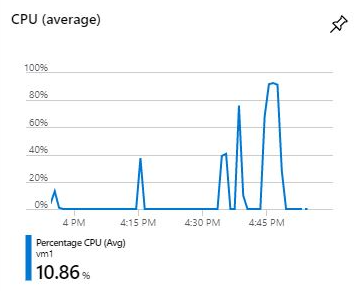 CPU (average)
100%
80%
60%
40%
20%
0%
4 PM
4:15 PM
4:30 PM
4:45 PM
Percentage CPU (Avg)
vm1
10.86 %